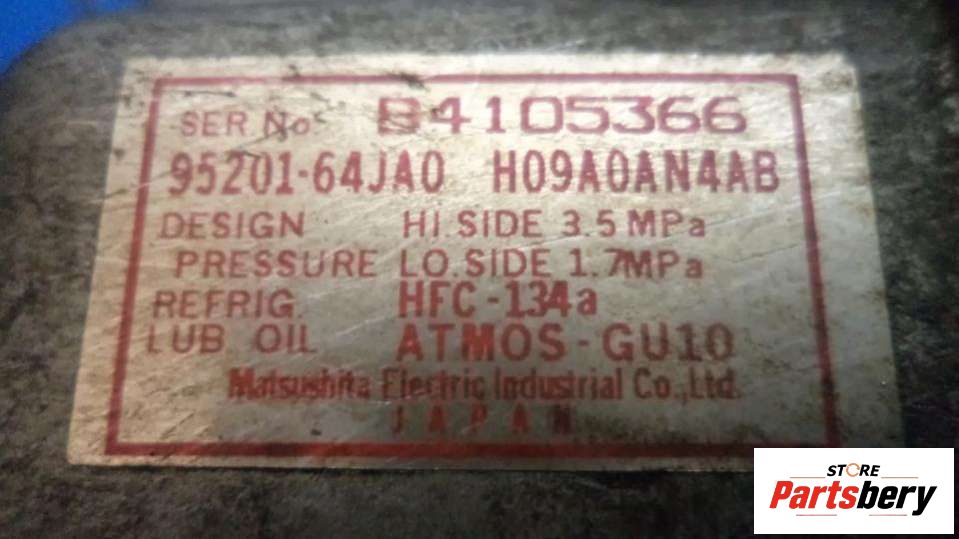 SER No 84105366
95201-64JA0 H09A0AN4AB
DESIGN HI.SIDE 3.5 MPa
PRESSURE LO.SIDE 1.7MPa
REFRIG. HFC-134a
LUB OIL ATMOS-GU10
Matsushita Electric Industrial Co.,Ltd.
JAPAN
STORE
Partsbery